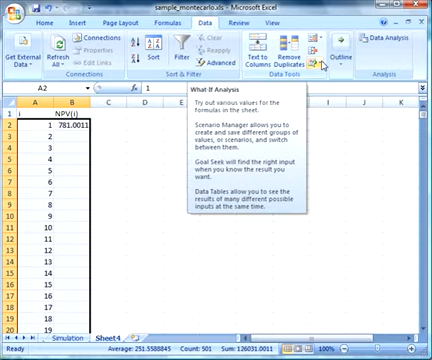 sample_montecarlo.xls - Microsoft Excel
Home Insert Page Layout Formulas Data Review View
Get External Data
Refresh All
Connections
Properties
Edit Links
Connections
Sort
Filter
Clear
Reapply
Advanced
Sort & Filter
Text to Columns
Remove Duplicates
Data Tools
Outline
Data Analysis
Analysis
A2
1
What-If Analysis
Try out various values for the
formulas in the sheet.
Scenario Manager allows you to
create and save different groups of
values, or scenarios, and switch
between them.
Goal Seek will find the right input
when you know the result you
want.
Data Tables allow you to see the
results of many different possible
inputs at the same time.
A B C D E I J K
1 i NPV(i)
2 1 781.0011
3 2
4 3
5 4
6 5
7 6
8 7
9 8
10 9
11 10
12 11
13 12
14 13
15 14
16 15
17 16
18 17
19 18
20 19
Simulation Sheet4
Ready Average: 251.5588845 Count: 501 Sum: 126031.0011 100%